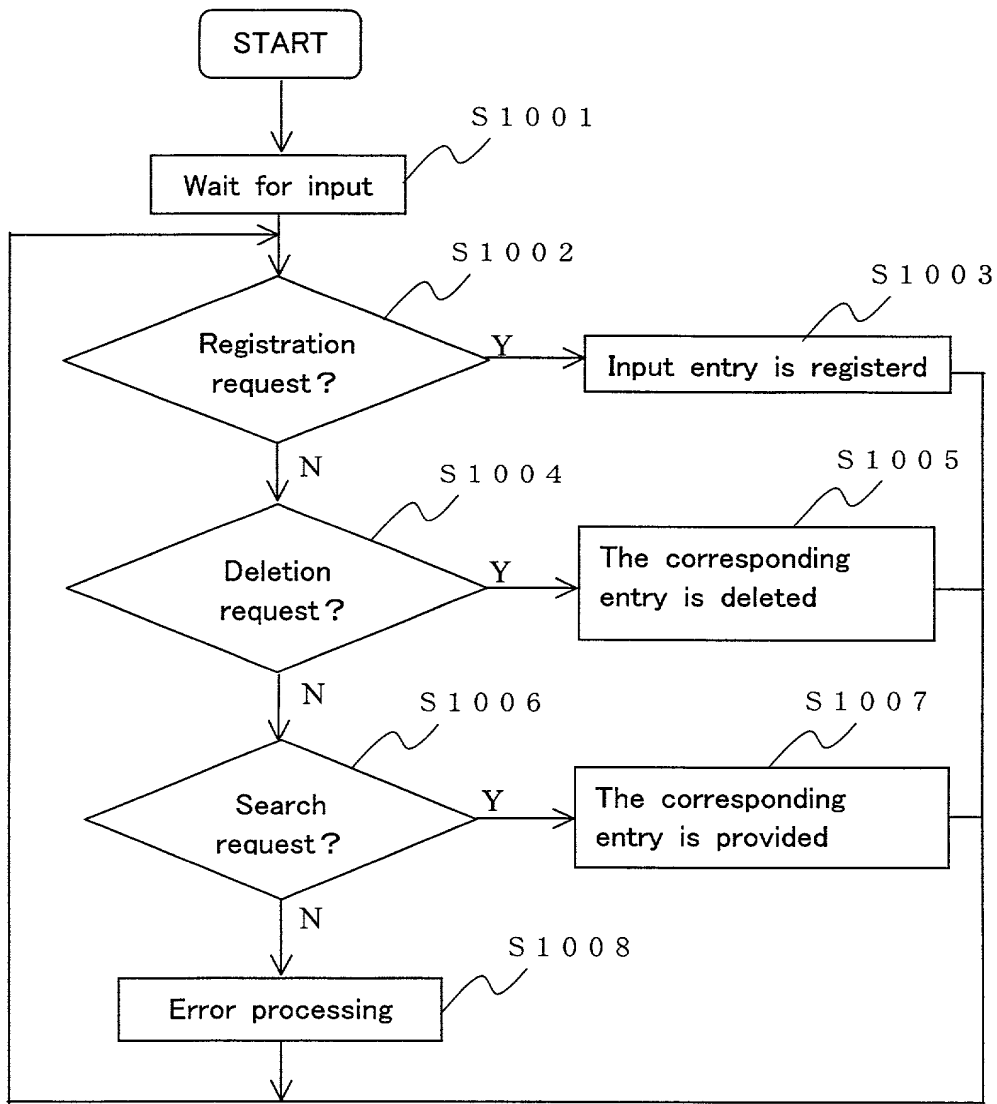 START
S1001
Wait for input
S1002
S1003
Registration
request?
Y
Input entry is registerd
N
S1004
S1005
Deletion
request?
Y
The corresponding
entry is deleted
N
S1006
S1007
Search
request?
Y
The corresponding
entry is provided
N
S1008
Error processing